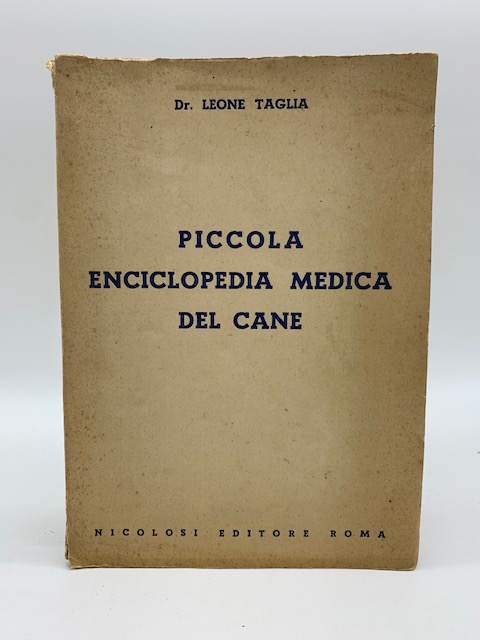 Dr. LEONE TAGLIA
PICCOLA
ENCICLOPEDIA MEDICA
DEL CANE
NICOLOSI EDITORE ROMA